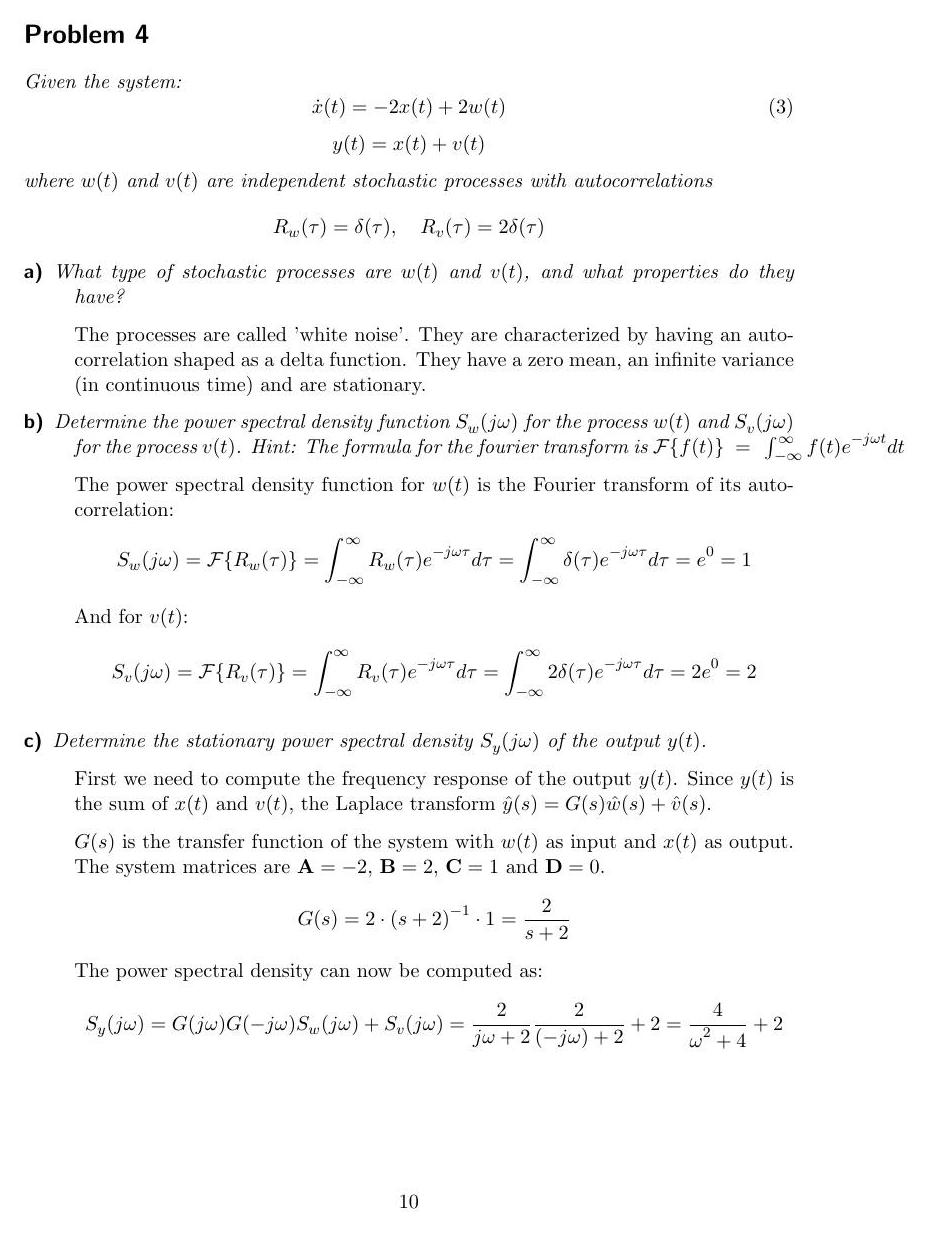 Problem 4
Given the system:
ẋ(t) = −2x(t) + 2w(t) (3)
y(t) = x(t) + v(t)
where w(t) and v(t) are independent stochastic processes with autocorrelations
R_w(τ) = δ(τ), R_v(τ) = 2δ(τ)
a) What type of stochastic processes are w(t) and v(t), and what properties do they
have?
The processes are called 'white noise'. They are characterized by having an auto-
correlation shaped as a delta function. They have a zero mean, an infinite variance
(in continuous time) and are stationary.
b) Determine the power spectral density function S_w(jω) for the process w(t) and S_v(jω)
for the process v(t). Hint: The formula for the fourier transform is ℱ{f(t)} = ∫_{−∞}^{∞} f(t)e^{−jωt}dt
The power spectral density function for w(t) is the Fourier transform of its auto-
correlation:
S_w(jω) = ℱ{R_w(τ)} = ∫_{−∞}^{∞} R_w(τ)e^{−jωτ}dτ = ∫_{−∞}^{∞} δ(τ)e^{−jωτ}dτ = e^0 = 1
And for v(t):
S_v(jω) = ℱ{R_v(τ)} = ∫_{−∞}^{∞} R_v(τ)e^{−jωτ}dτ = ∫_{−∞}^{∞} 2δ(τ)e^{−jωτ}dτ = 2e^0 = 2
c) Determine the stationary power spectral density S_y(jω) of the output y(t).
First we need to compute the frequency response of the output y(t). Since y(t) is
the sum of x(t) and v(t), the Laplace transform ŷ(s) = G(s)ŵ(s) + v̂(s).
G(s) is the transfer function of the system with w(t) as input and x(t) as output.
The system matrices are A = −2, B = 2, C = 1 and D = 0.
G(s) = 2 · (s + 2)^{−1} · 1 = 2/(s + 2)
The power spectral density can now be computed as:
S_y(jω) = G(jω)G(−jω)S_w(jω) + S_v(jω) = 2/(jω + 2) 2/((−jω) + 2) + 2 = 4/(ω^2 + 4) + 2
10